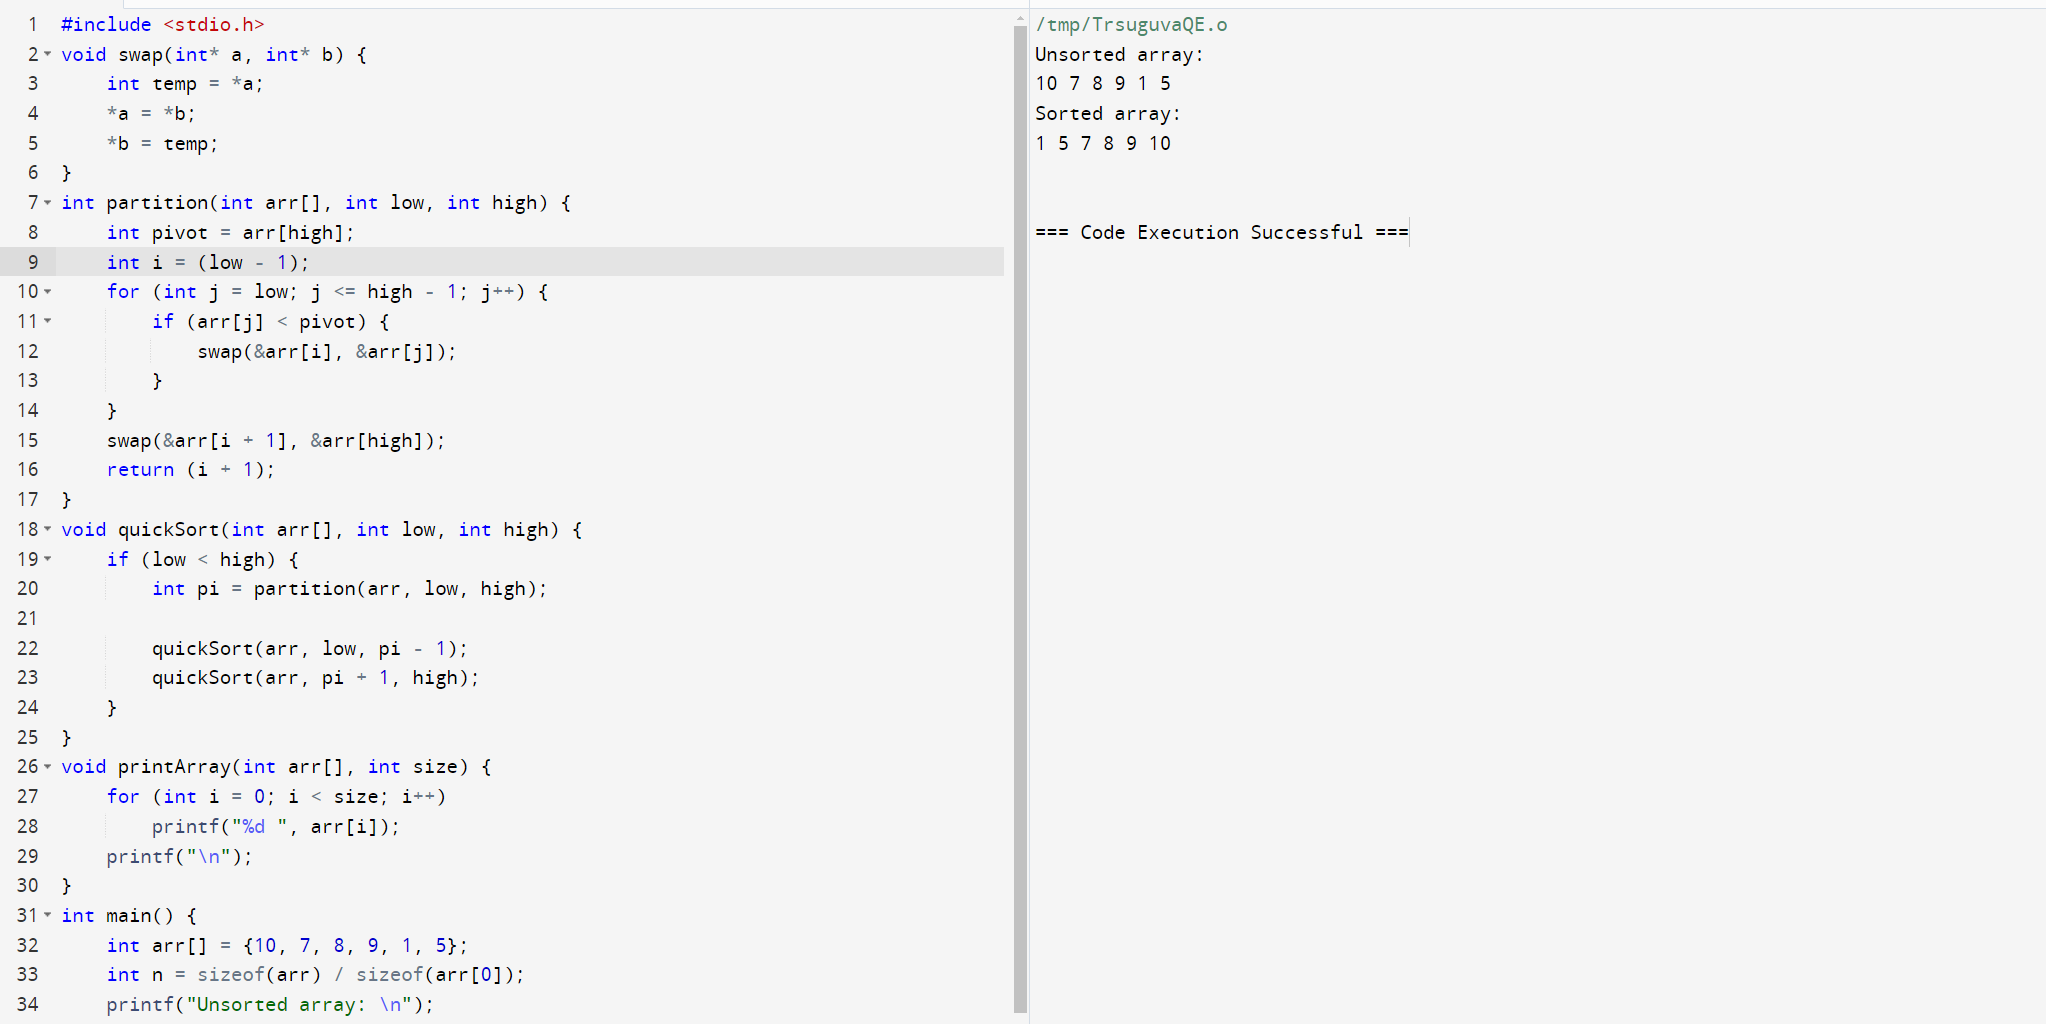 1 #include <stdio.h>
2 void swap(int* a, int* b) {
3     int temp = *a;
4     *a = *b;
5     *b = temp;
6 }
7 int partition(int arr[], int low, int high) {
8     int pivot = arr[high];
9     int i = (low - 1);
10     for (int j = low; j <= high - 1; j++) {
11         if (arr[j] < pivot) {
12             swap(&arr[i], &arr[j]);
13         }
14     }
15     swap(&arr[i + 1], &arr[high]);
16     return (i + 1);
17 }
18 void quickSort(int arr[], int low, int high) {
19     if (low < high) {
20         int pi = partition(arr, low, high);
21
22         quickSort(arr, low, pi - 1);
23         quickSort(arr, pi + 1, high);
24     }
25 }
26 void printArray(int arr[], int size) {
27     for (int i = 0; i < size; i++)
28         printf("%d ", arr[i]);
29     printf("\n");
30 }
31 int main() {
32     int arr[] = {10, 7, 8, 9, 1, 5};
33     int n = sizeof(arr) / sizeof(arr[0]);
34     printf("Unsorted array: \n");
/tmp/TrsuguvaQE.o
Unsorted array:
10 7 8 9 1 5
Sorted array:
1 5 7 8 9 10
=== Code Execution Successful ===